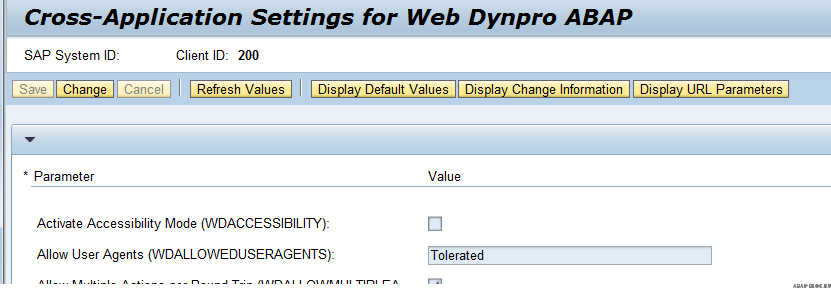 Cross-Application Settings for Web Dynpro ABAP
SAP System ID: Client ID: 200
Save Change Cancel Refresh Values Display Default Values Display Change Information Display URL Parameters
* Parameter Value
Activate Accessibility Mode (WDACCESSIBILITY):
Allow User Agents (WDALLOWEDUSERAGENTS): Tolerated
Allow Multiple Actions per Round Trip (WDALLOWMULTIPLEA